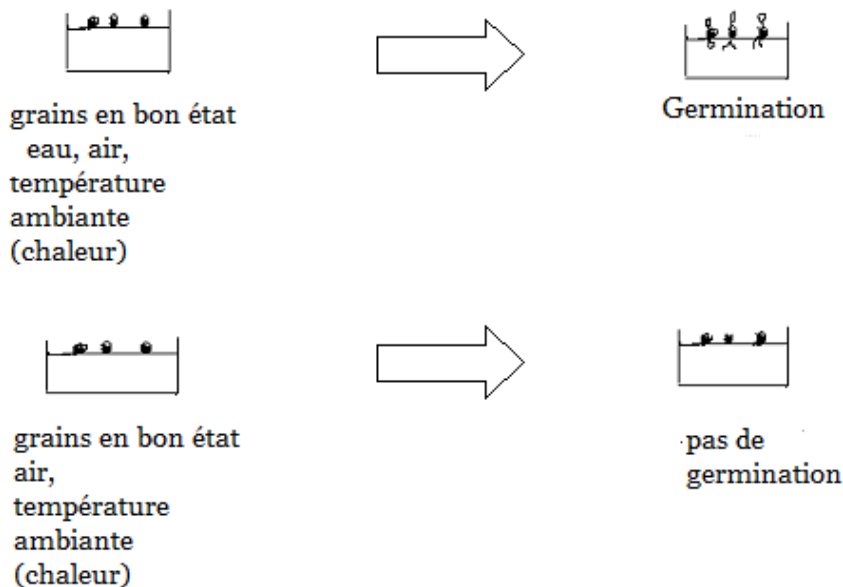 grains en bon état
eau, air,
température
ambiante
(chaleur)
Germination
grains en bon état
air,
température
ambiante
(chaleur)
pas de
germination